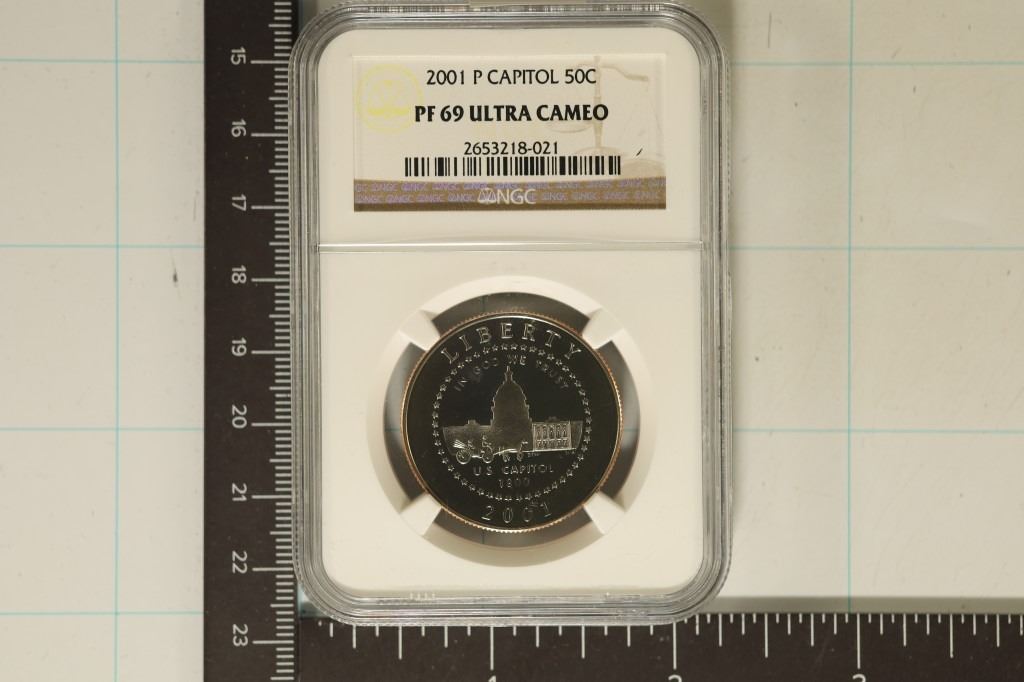 2001 P CAPITOL 50C
PF 69 ULTRA CAMEO
2653218-021
NGC
LIBERTY
IN GOD WE TRUST
U S CAPITOL
1800
2001
15
16
17
18
19
20
21
22
23
1
2
3